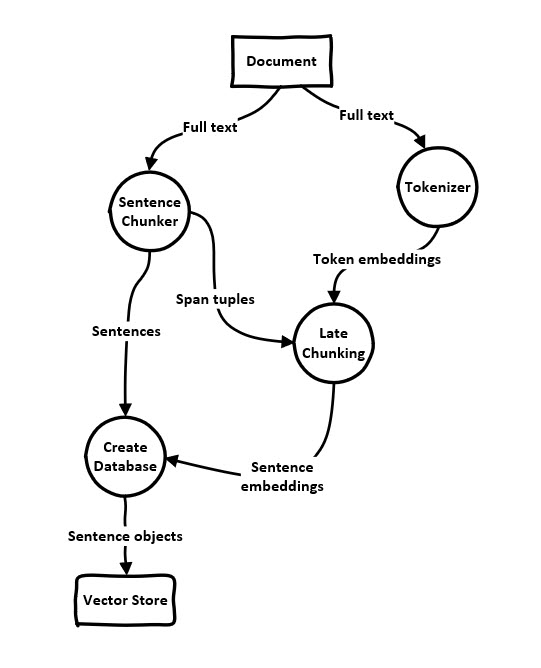 Document
Full text
Full text
Tokenizer
Sentence
Chunker
Token embeddings
Span tuples
Sentences
Late
Chunking
Create
Database
Sentence
embeddings
Sentence objects
Vector Store